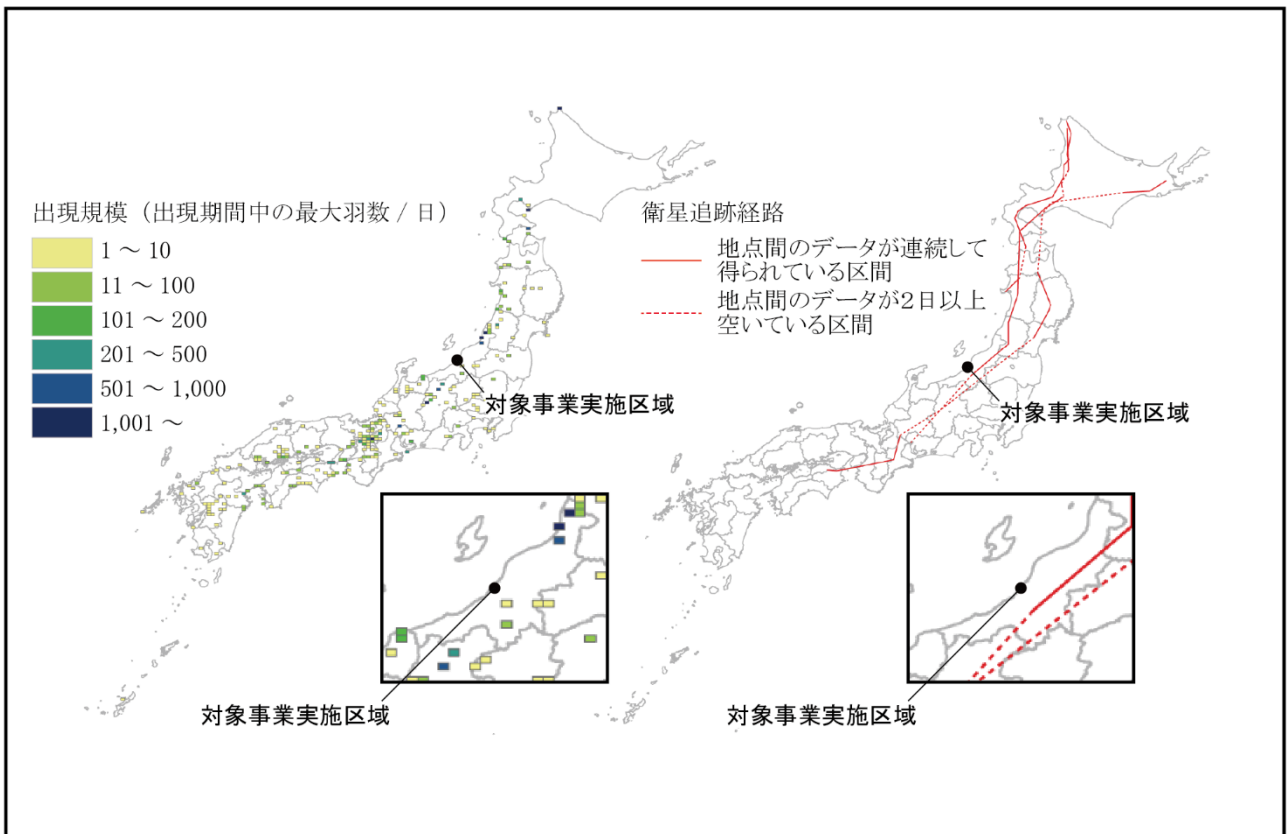 出現規模（出現期間中の最大羽数 / 日）
1 ～ 10
11 ～ 100
101 ～ 200
201 ～ 500
501 ～ 1,000
1,001 ～
対象事業実施区域
対象事業実施区域
衛星追跡経路
地点間のデータが連続して
得られている区間
地点間のデータが2日以上
空いている区間
対象事業実施区域
対象事業実施区域